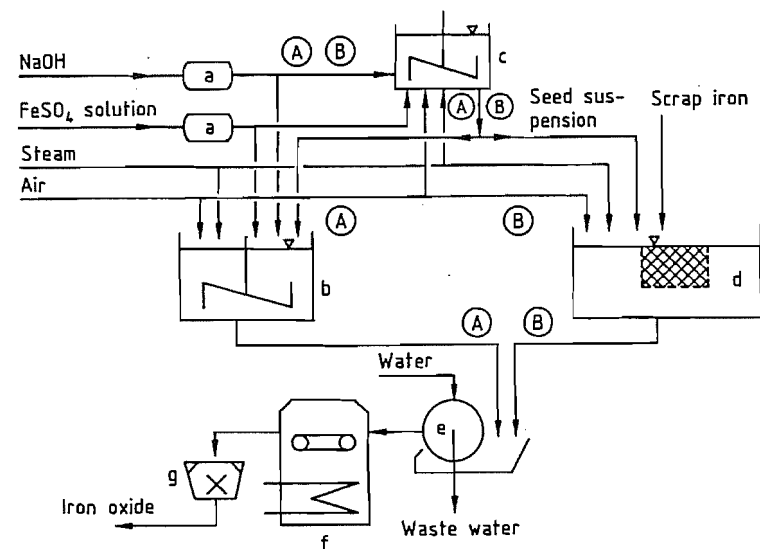 NaOH
a
A B
c
FeSO₄ solution
a
A B
Seed sus-
pension
Scrap iron
Steam
Air
A
B
b
d
A B
Water
e
g
Iron oxide
f
Waste water